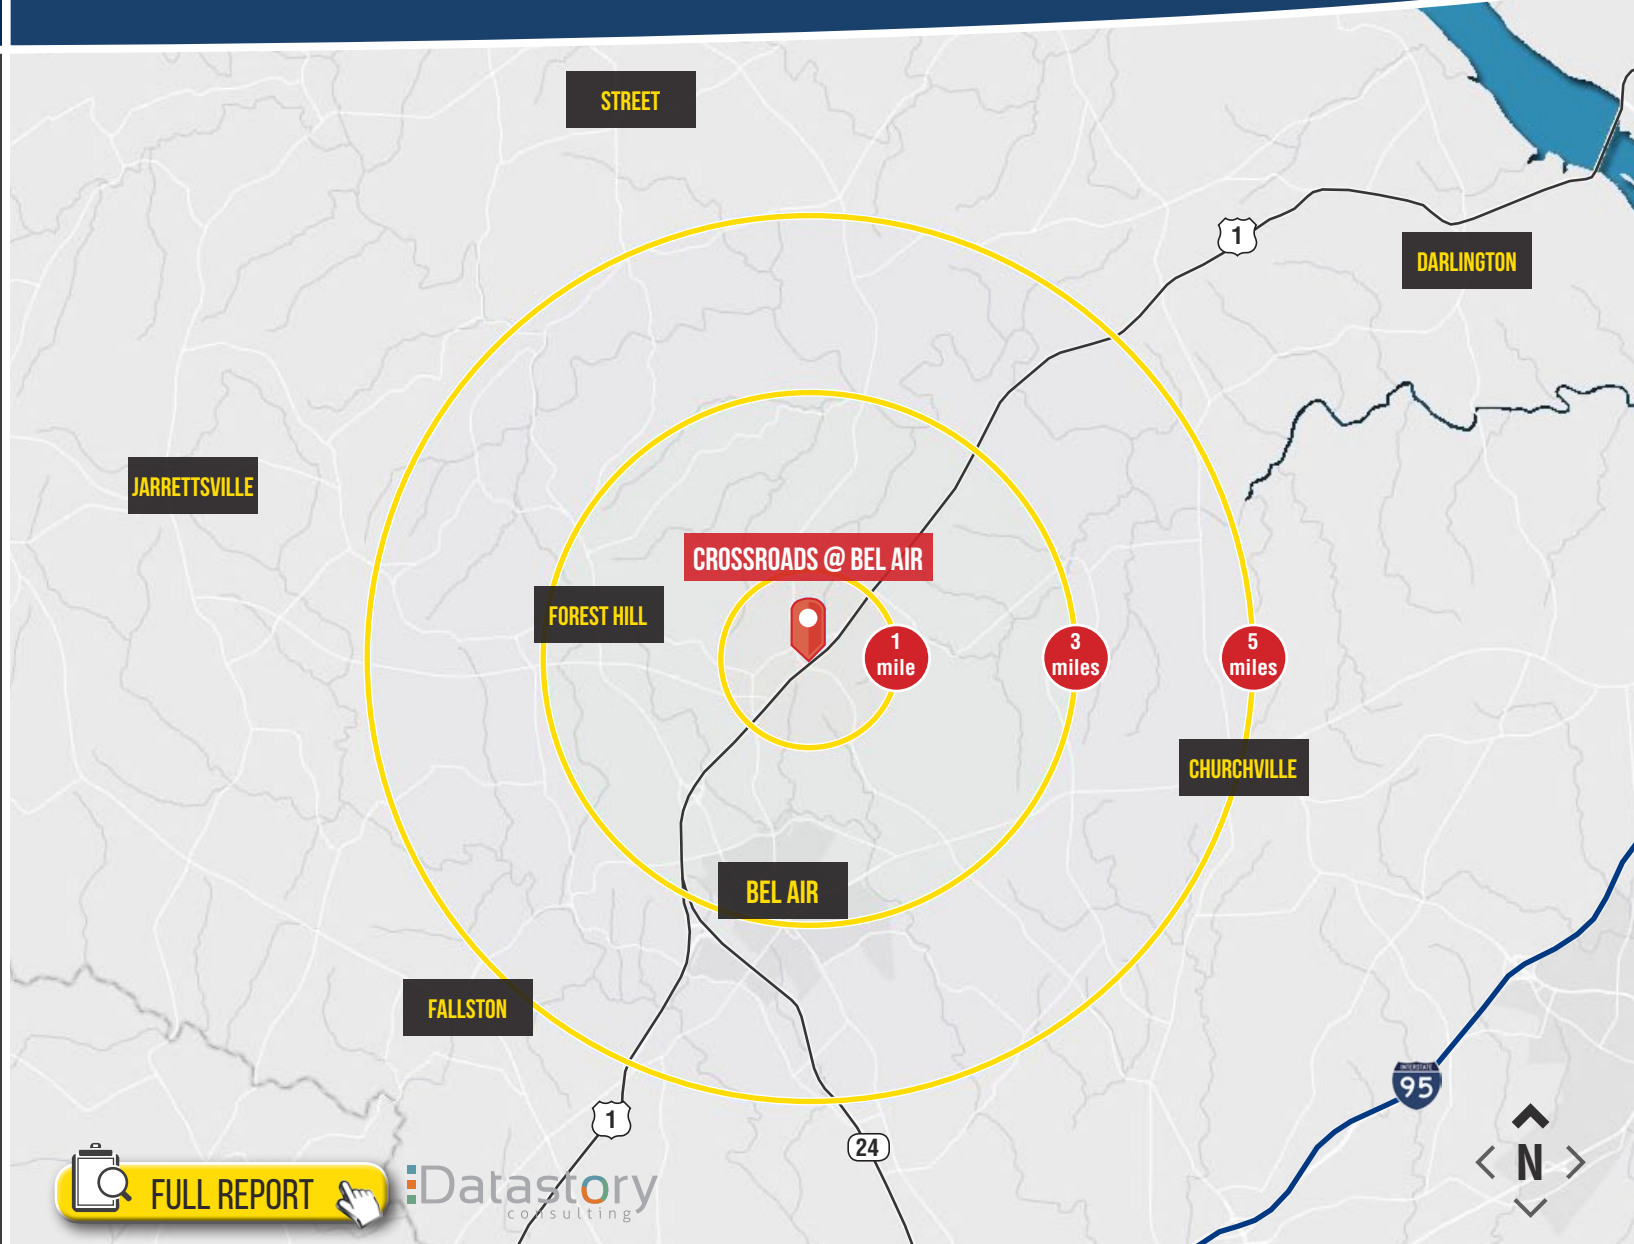 STREET
1
DARLINGTON
JARRETTSVILLE
CROSSROADS @ BEL AIR
FOREST HILL
1
mile
3
miles
5
miles
CHURCHVILLE
BEL AIR
FALLSTON
INTERSTATE
95
1
24
N
FULL REPORT
Datastory
consulting